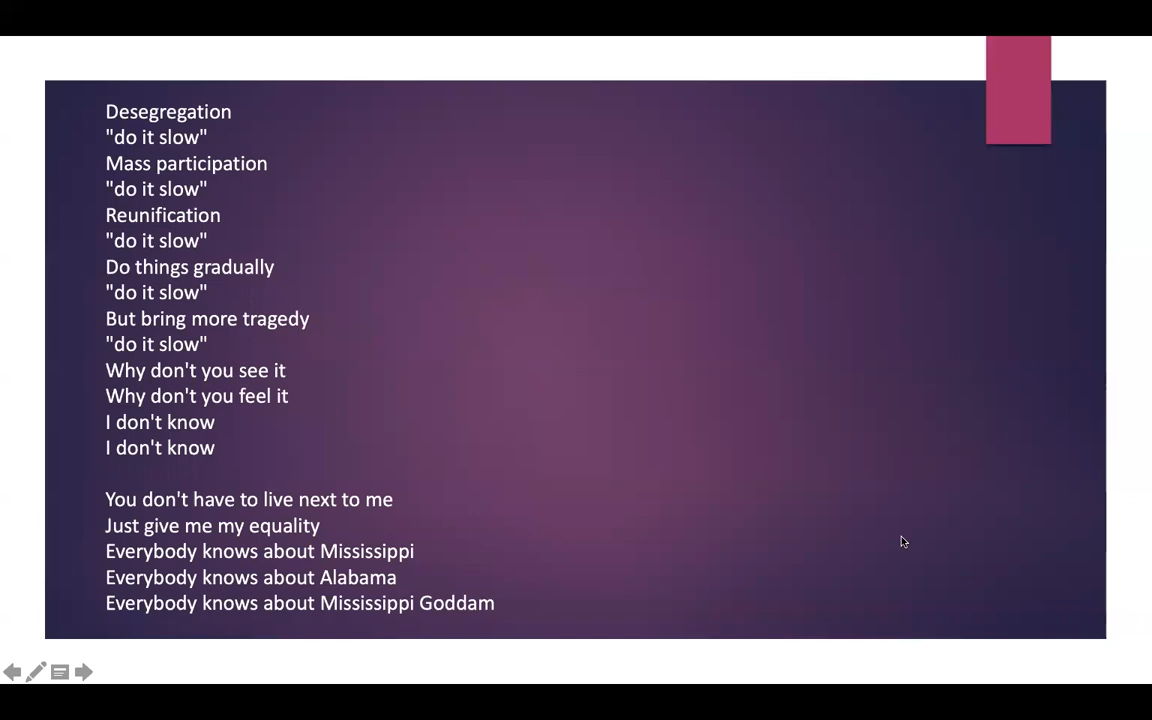 Desegregation
"do it slow"
Mass participation
"do it slow"
Reunification
"do it slow"
Do things gradually
"do it slow"
But bring more tragedy
"do it slow"
Why don't you see it
Why don't you feel it
I don't know
I don't know
You don't have to live next to me
Just give me my equality
Everybody knows about Mississippi
Everybody knows about Alabama
Everybody knows about Mississippi Goddam